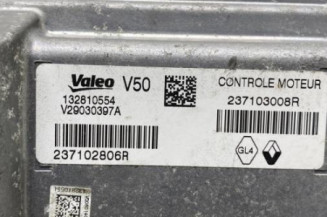 Valeo V50
132810554
V29030397A
237102806R
CONTROLE MOTEUR
237103008R
GL4